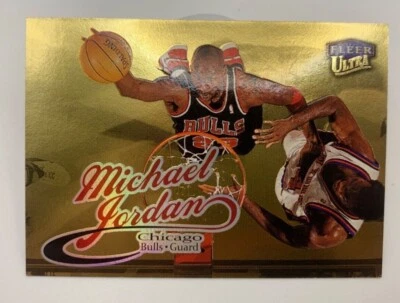 FLEER
ULTRA
BULLS
Michael
Jordan
Chicago
Bulls • Guard